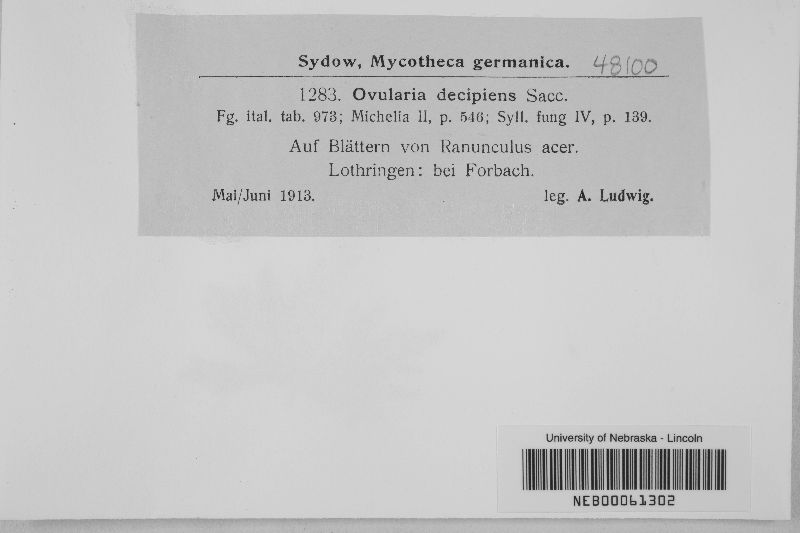 Sydow, Mycotheca germanica. 48100
1283. Ovularia decipiens Sacc.
Fg. ital. tab. 973; Michelia II, p. 546; Syll. fung IV, p. 139.
Auf Blättern von Ranunculus acer.
Lothringen: bei Forbach.
Mai/Juni 1913. leg. A. Ludwig.
University of Nebraska - Lincoln
NEB00061302